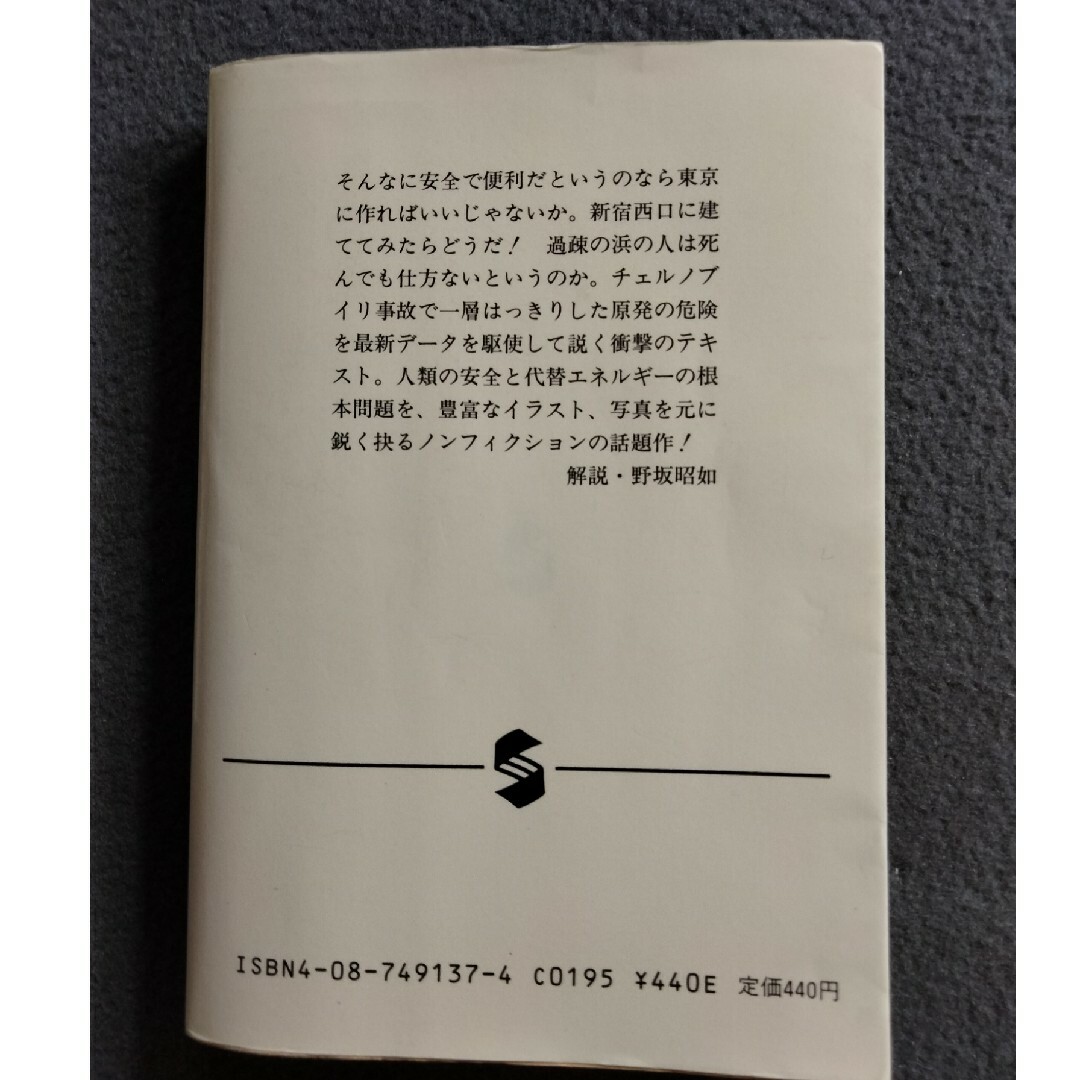 そんなに安全で便利だというのなら東京
に作ればいいじゃないか。新宿西口に建
ててみたらどうだ!　過疎の浜の人は死
んでも仕方ないというのか。チェルノブ
イリ事故で一層はっきりした原発の危険
を最新データを駆使して説く衝撃のテキ
スト。人類の安全と代替エネルギーの根
本問題を、豊富なイラスト、写真を元に
鋭く抉るノンフィクションの話題作!
解説・野坂昭如
ISBN4-08-749137-4 C0195 ¥440E 定価440円